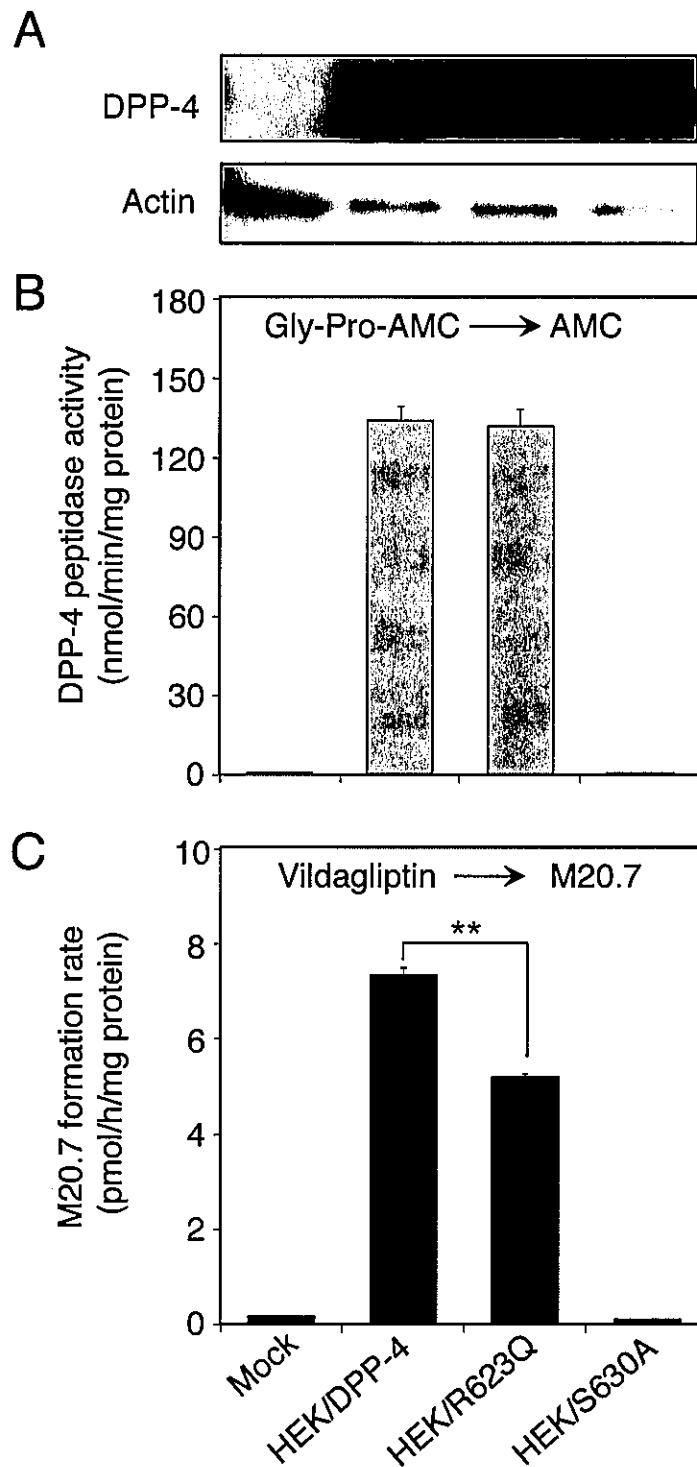 A
DPP-4
Actin
B
DPP-4 peptidase activity
(nmol/min/mg protein)
180
150
120
90
60
30
0
Gly-Pro-AMC → AMC
C
M20.7 formation rate
(pmol/h/mg protein)
10
8
6
4
2
0
Vildagliptin → M20.7
**
Mock
HEK/DPP-4
HEK/R623Q
HEK/S630A